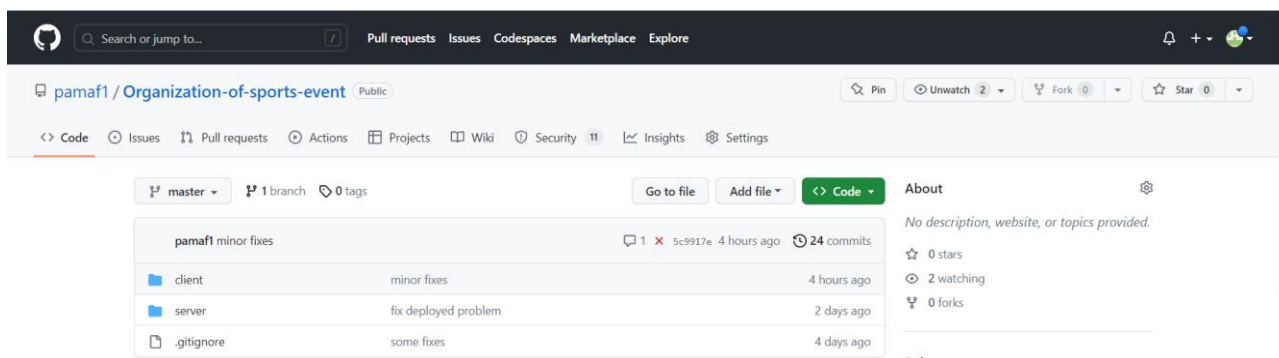 Search or jump to... / Pull requests Issues Codespaces Marketplace Explore
pamaf1 / Organization-of-sports-event Public Pin Unwatch 2 Fork 0 Star 0
Code Issues Pull requests Actions Projects Wiki Security 11 Insights Settings
master 1 branch 0 tags Go to file Add file Code About
No description, website, or topics provided.
pamaf1 minor fixes 1 5c9917e 4 hours ago 24 commits
0 stars
client minor fixes 4 hours ago 2 watching
server fix deployed problem 2 days ago 0 forks
.gitignore some fixes 4 days ago